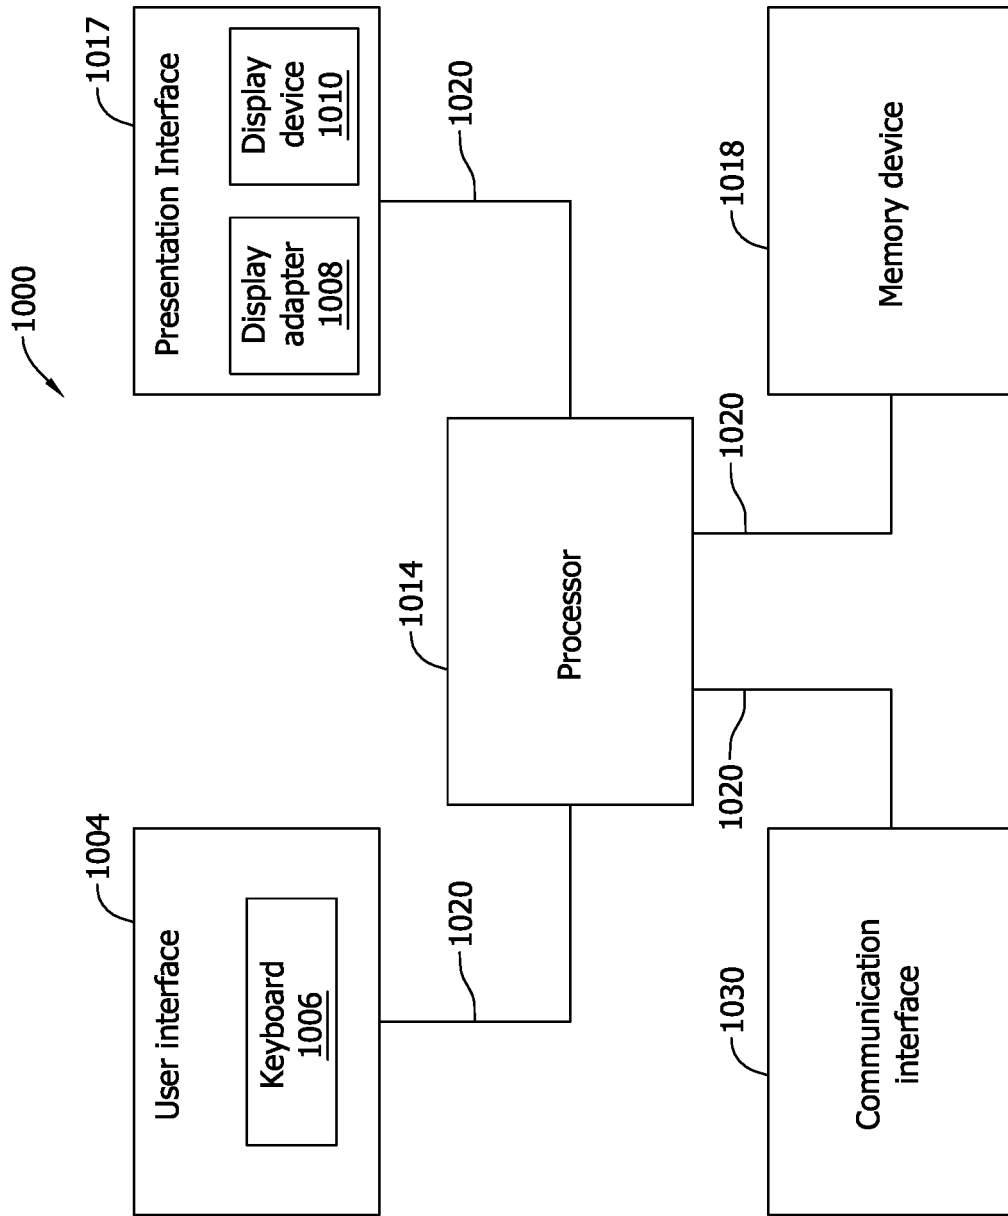 1000
1004
User interface
Keyboard
1006
1020
1017
Presentation Interface
Display
adapter
1008
Display
device
1010
1020
1014
Processor
1020
1020
1030
Communication
interface
1018
Memory device